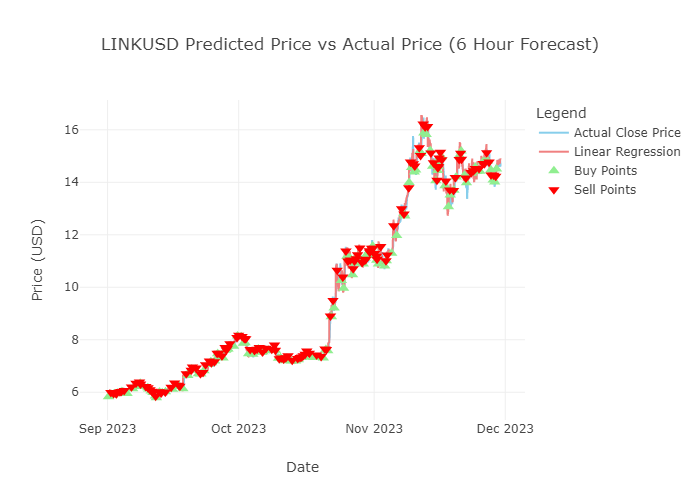 LINKUSD Predicted Price vs Actual Price (6 Hour Forecast)
Legend
Actual Close Price
Linear Regression
Buy Points
Sell Points
Price (USD)
16
14
12
10
8
6
Sep 2023
Oct 2023
Nov 2023
Dec 2023
Date